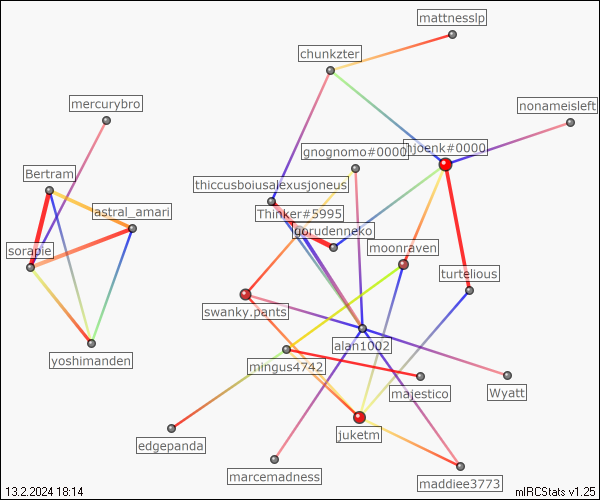 mattnesslp
chunkzter
mercurybro
nonameisleft
njoenk#0000
gnognomo#0000
Bertram
thiccusboiusalexusjoneus
astral_amari
Thinker#5995
gorudenneko
sorapie
moonraven
turtelious
swanky.pants
alan1002
yoshimanden
mingus4742
majestico
Wyatt
juketm
edgepanda
marcemadness
maddiee3773
13.2.2024 18:14
mIRCStats v1.25